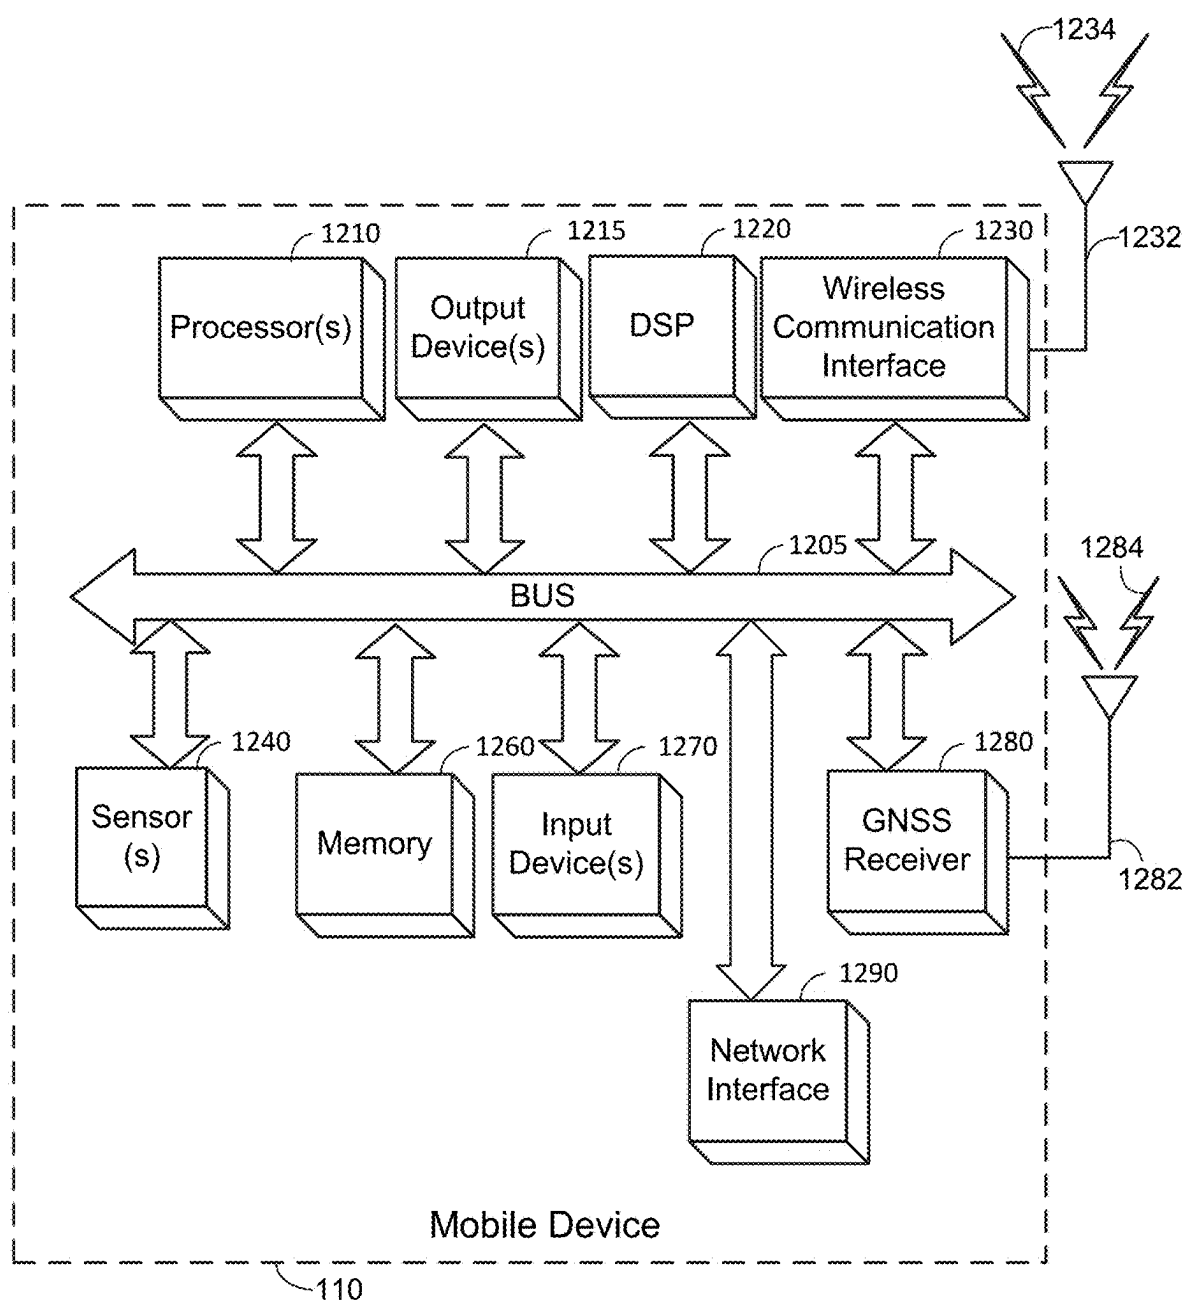 1234
1232
1210
1215
1220
1230
Processor(s)
Output
Device(s)
DSP
Wireless
Communication
Interface
1205
BUS
1284
1240
1260
1270
1280
Sensor
(s)
Memory
Input
Device(s)
GNSS
Receiver
1282
1290
Network
Interface
Mobile Device
110